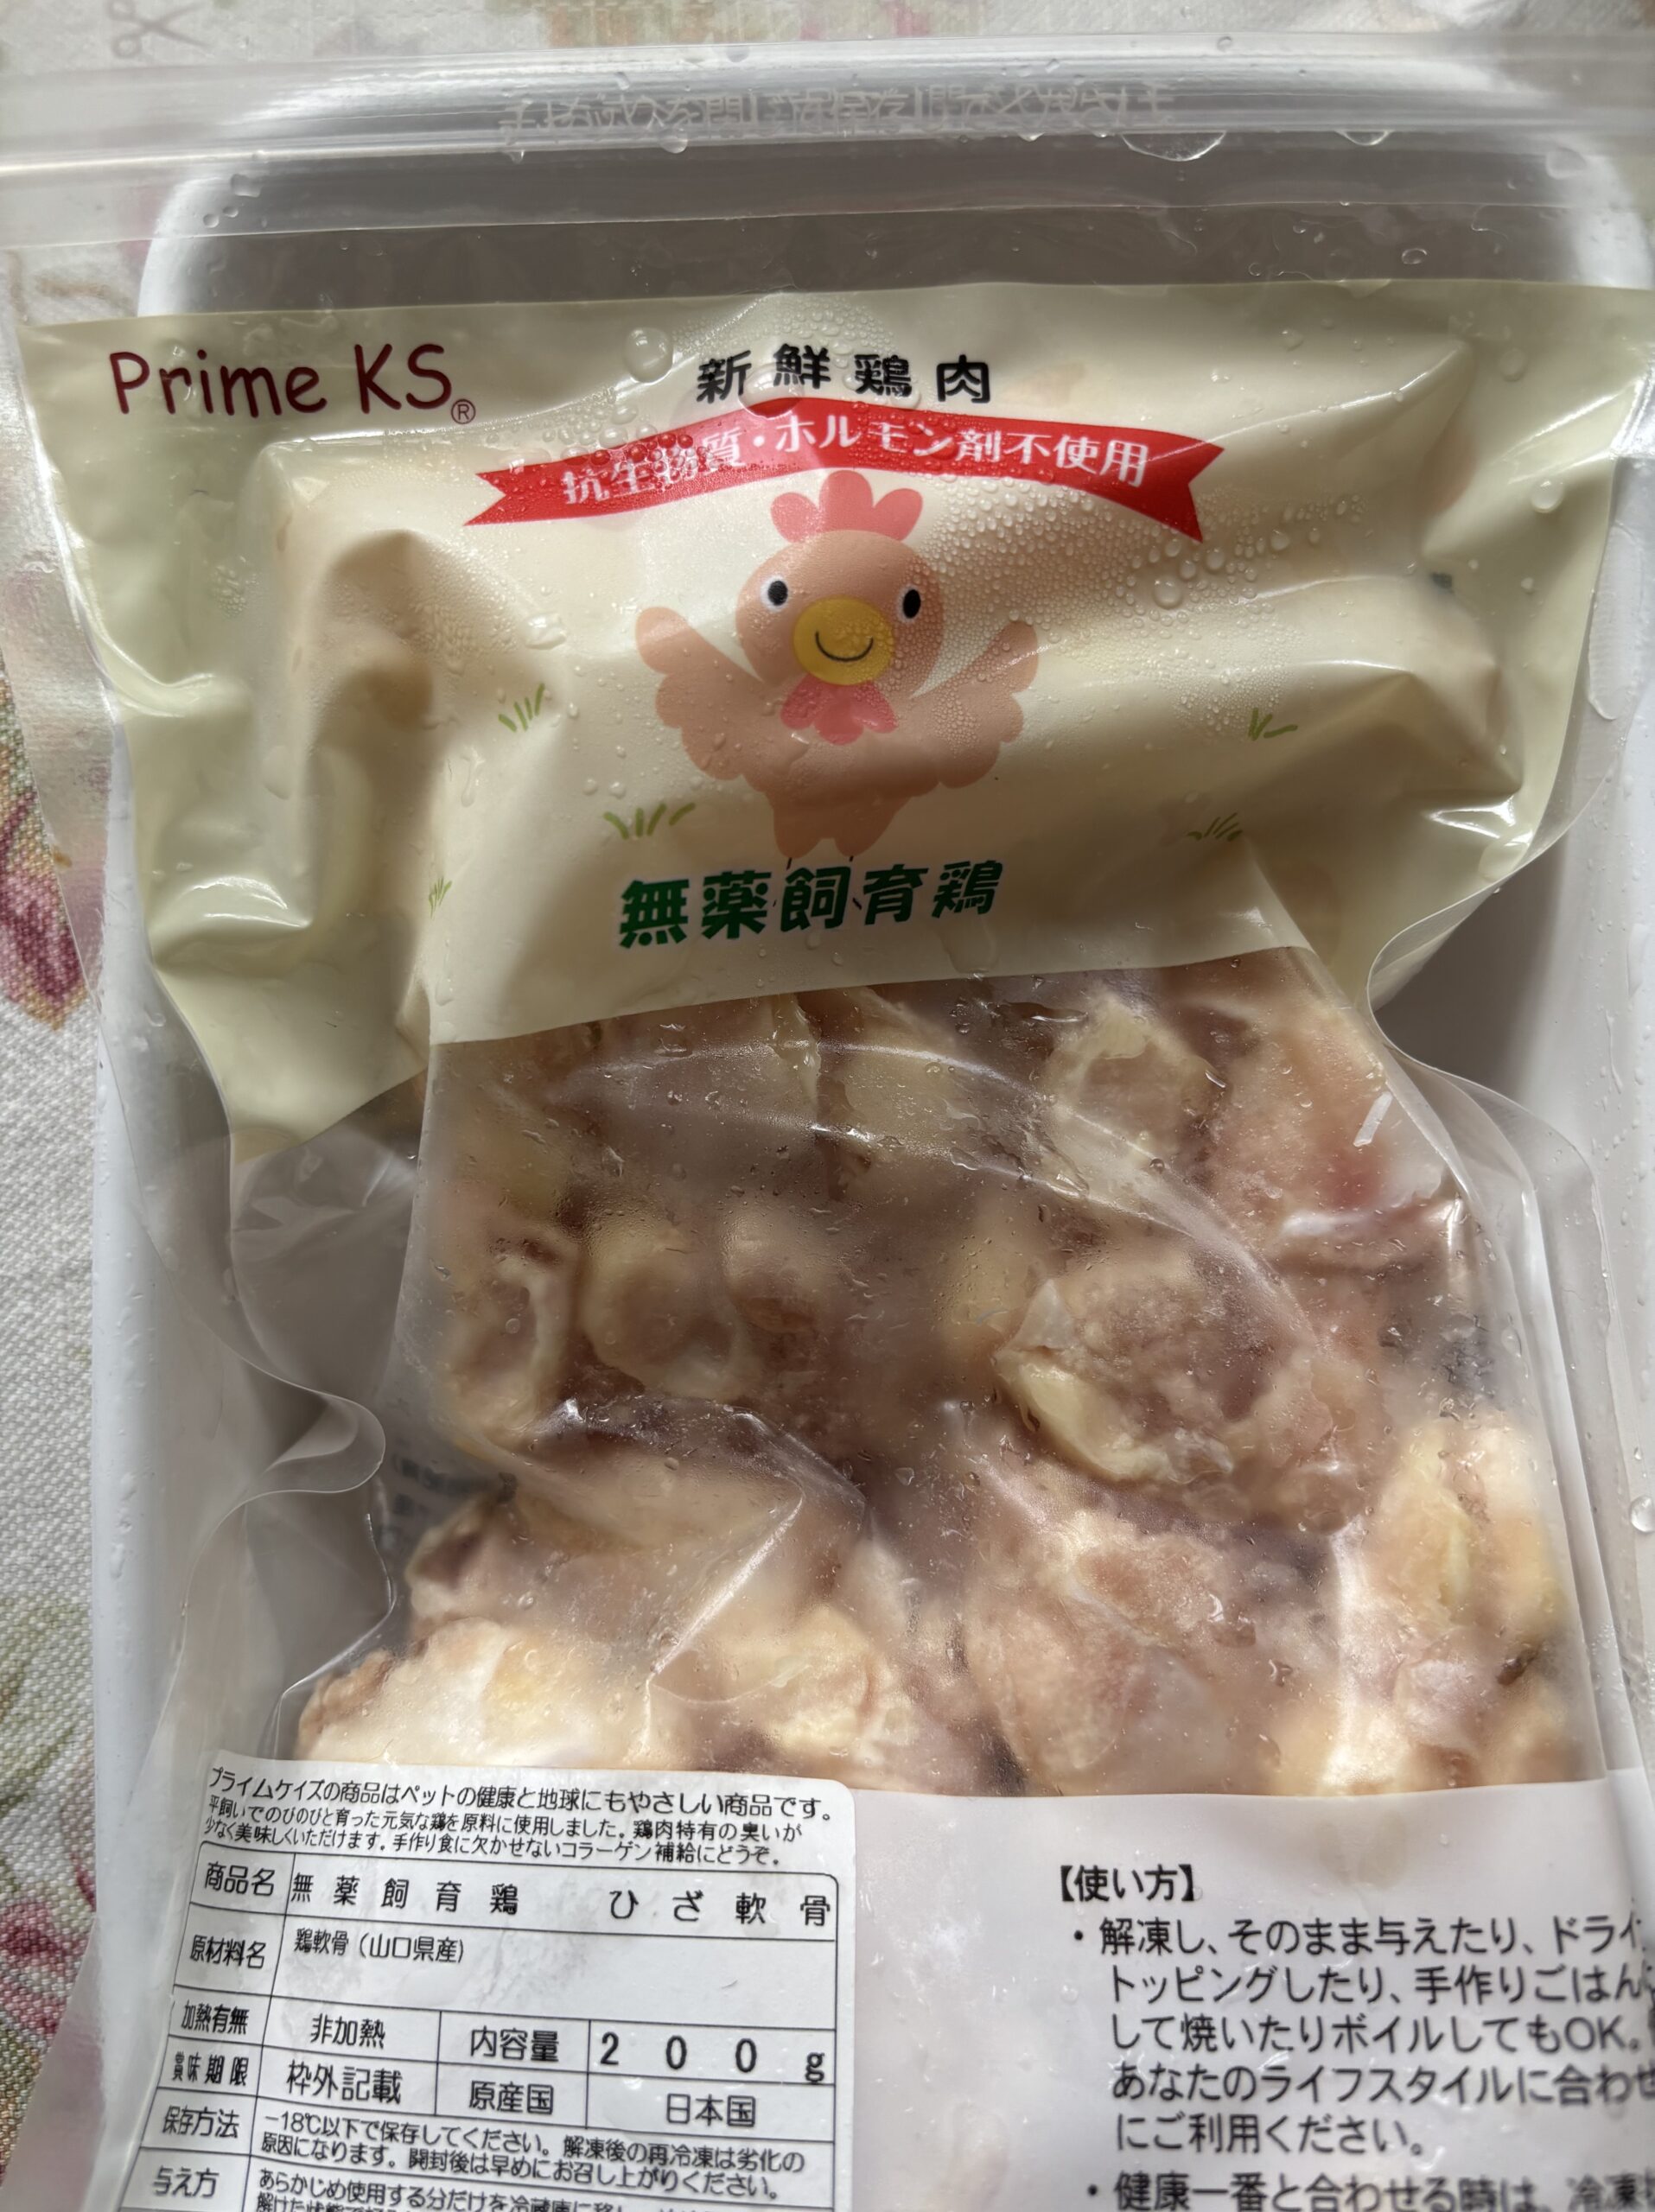 Prime KS®
新鮮鶏肉
抗生物質・ホルモン剤不使用
無薬飼育鶏
プライムケイズの商品はペットの健康と地球にもやさしい商品です。
平飼いでのびのびと育った元気な鶏を原料に使用しました。鶏肉特有の臭いが
少なく美味しくいただけます。手作り食に欠かせないコラーゲン補給にどうぞ。
商品名 無薬飼育鶏 ひざ軟骨
原材料名 鶏軟骨(山口県産)
加熱有無 非加熱 内容量 200g
賞味期限 枠外記載 原産国 日本国
保存方法 -18℃以下で保存してください。解凍後の再冷凍は劣化の
原因になります。開封後は早めにお召し上がりください。
与え方 あらかじめ使用する分だけを冷蔵庫に移し
【使い方】
・解凍し、そのまま与えたり、ドライ
トッピングしたり、手作りごはんに
して焼いたりボイルしてもOK。
あなたのライフスタイルに合わせ
にご利用ください。
・健康一番と合わせる時は、冷凍